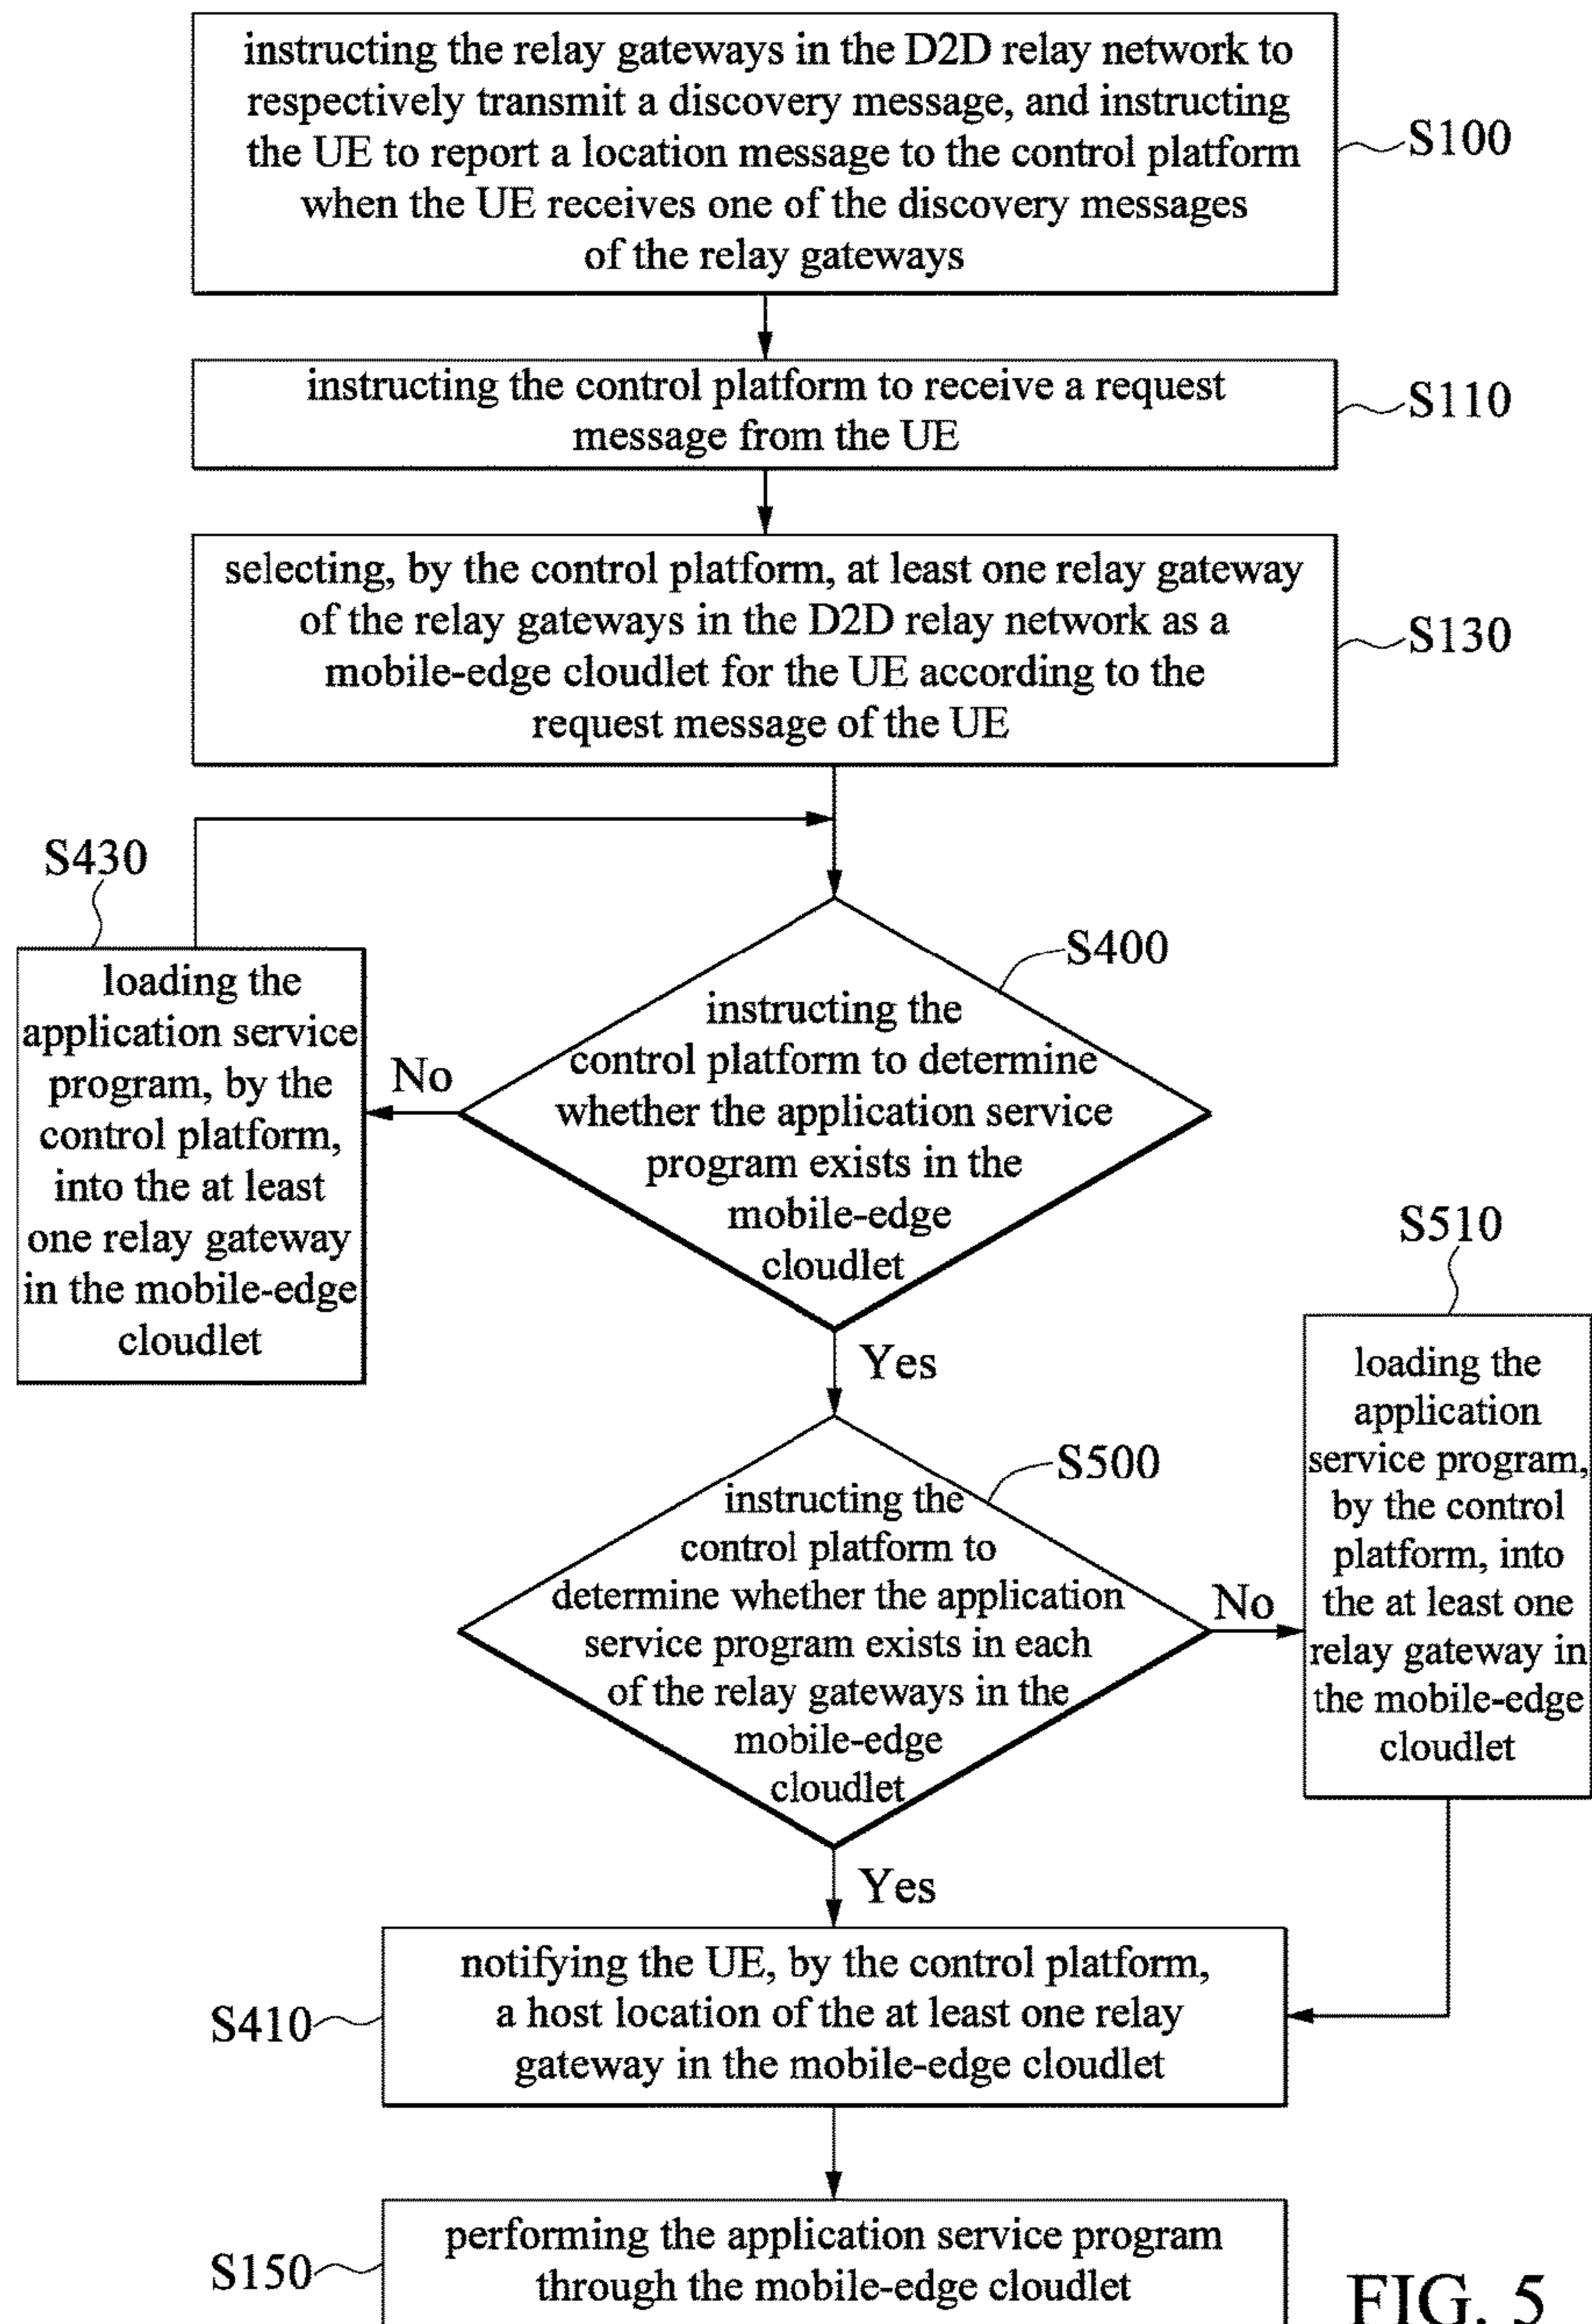 instructing the relay gateways in the D2D relay network to
respectively transmit a discovery message, and instructing
the UE to report a location message to the control platform
when the UE receives one of the discovery messages
of the relay gateways
S100
instructing the control platform to receive a request
message from the UE
S110
selecting, by the control platform, at least one relay gateway
of the relay gateways in the D2D relay network as a
mobile-edge cloudlet for the UE according to the
request message of the UE
S130
S430
loading the
application service
program, by the
control platform,
into the at least
one relay gateway
in the mobile-edge
cloudlet
No
S400
instructing the
control platform to determine
whether the application service
program exists in the
mobile-edge
cloudlet
Yes
S500
instructing the
control platform to
determine whether the application
service program exists in each
of the relay gateways in the
mobile-edge
cloudlet
No
S510
loading the
application
service program,
by the control
platform, into
the at least one
relay gateway in
the mobile-edge
cloudlet
Yes
notifying the UE, by the control platform,
a host location of the at least one relay
gateway in the mobile-edge cloudlet
S410
performing the application service program
through the mobile-edge cloudlet
S150
FIG. 5